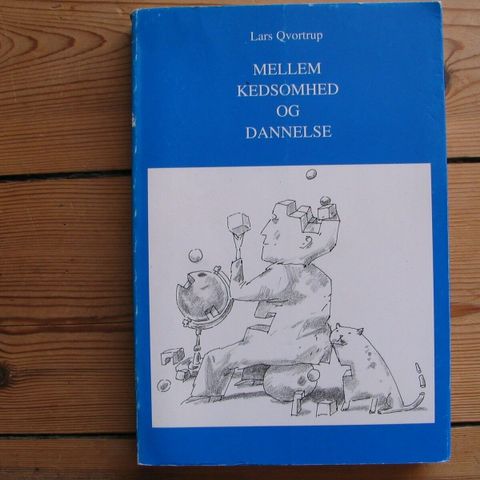 Lars Qvortrup
MELLEM
KEDSOMHED
OG
DANNELSE